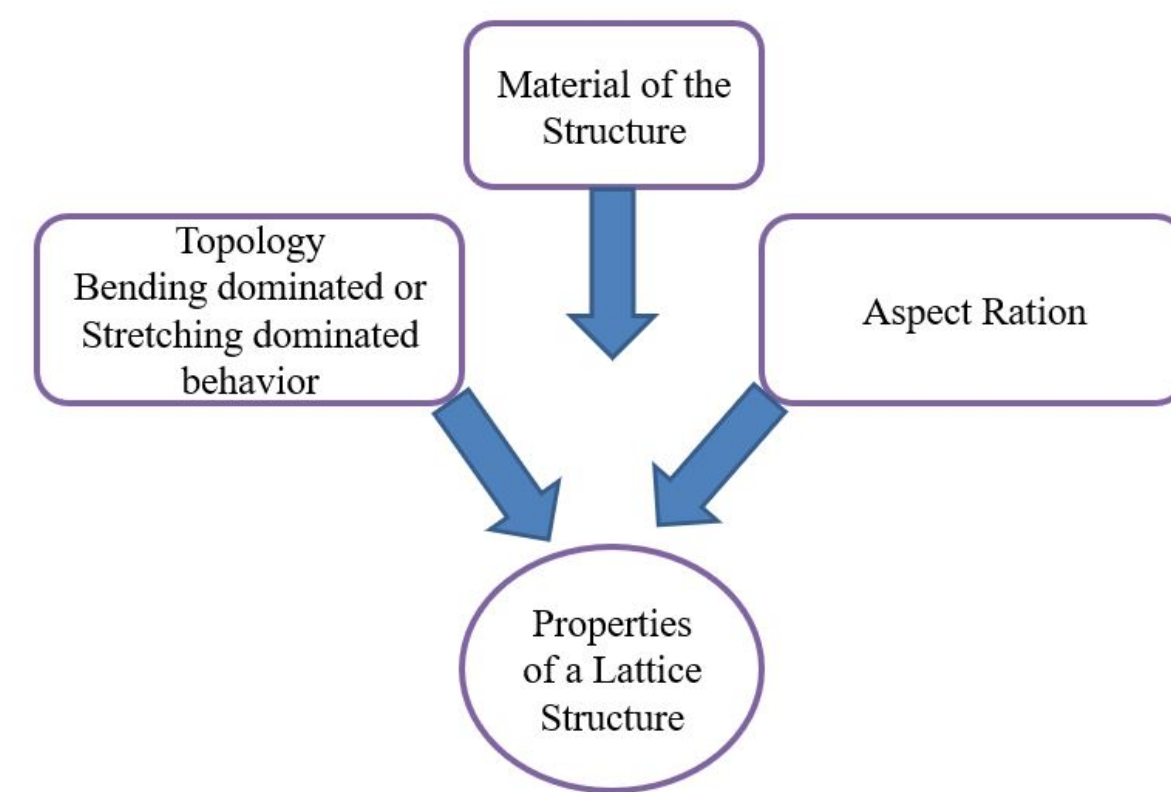 Material of the
Structure
Topology
Bending dominated or
Stretching dominated
behavior
Aspect Ration
Properties
of a Lattice
Structure